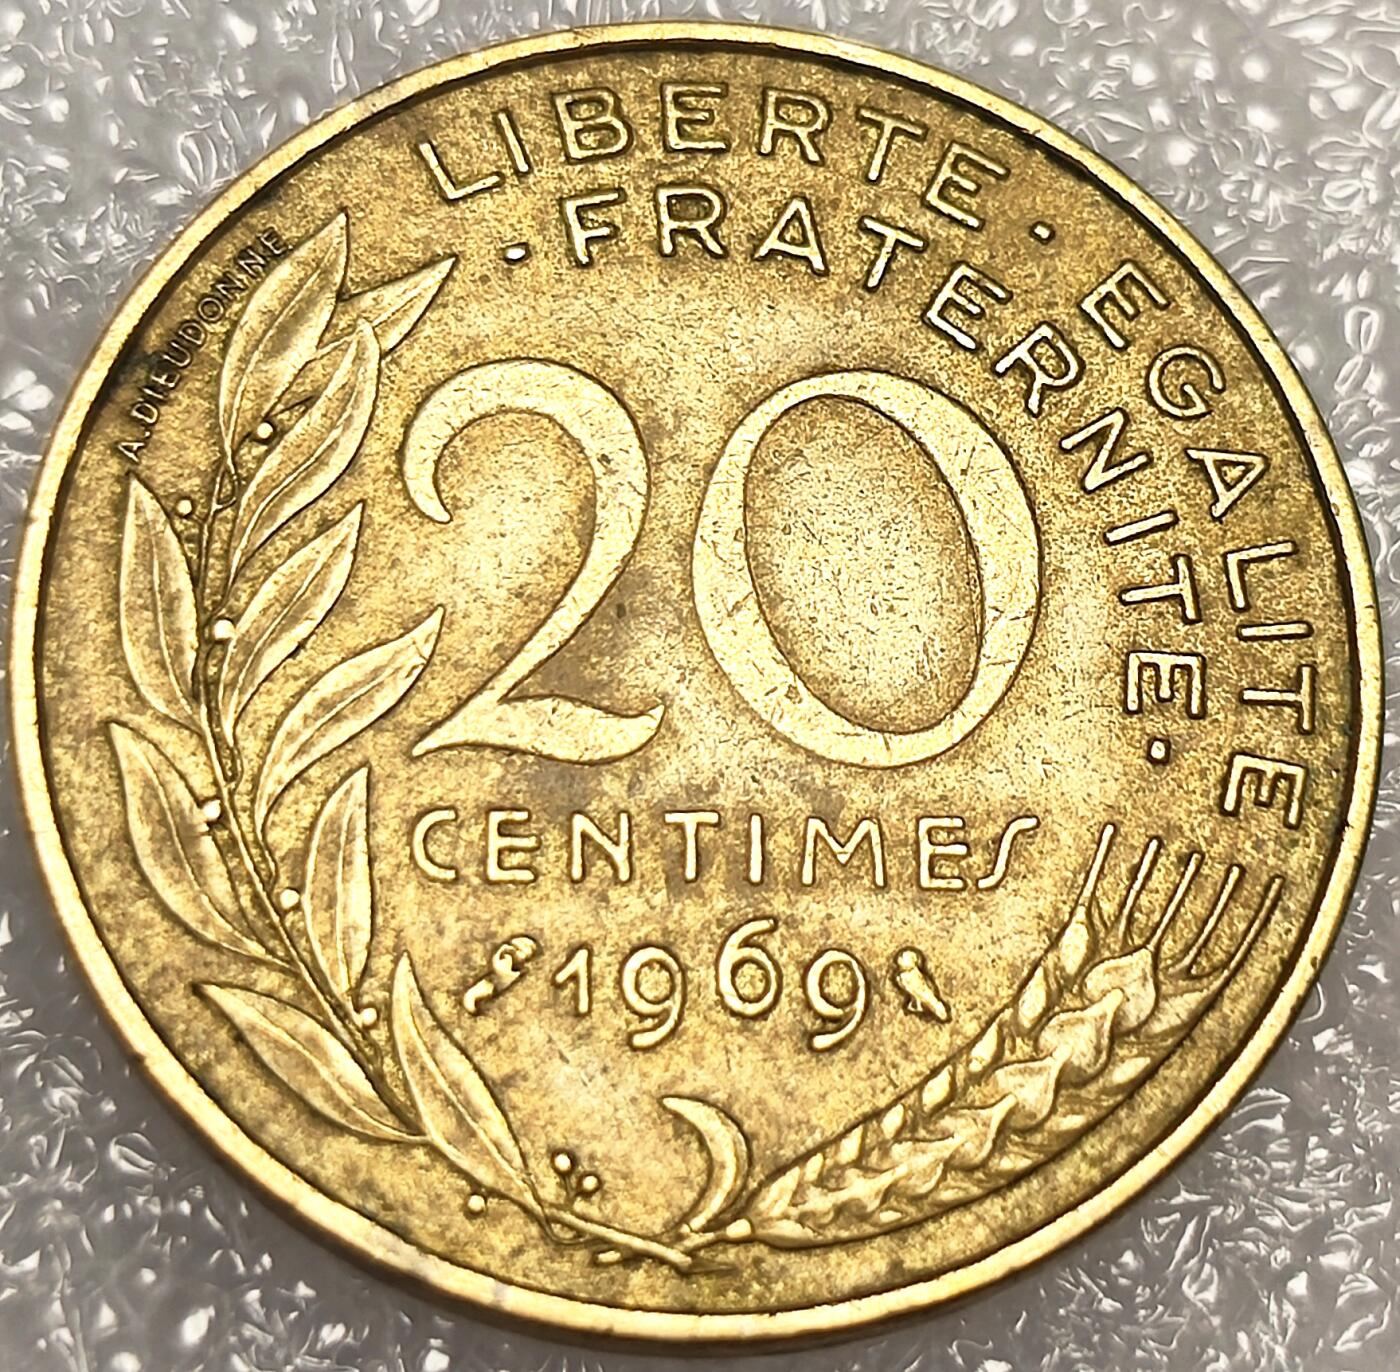 LIBERTE · EGALITE
· FRATERNITE ·
A.DIEUDONNE
20
CENTIMES
1969